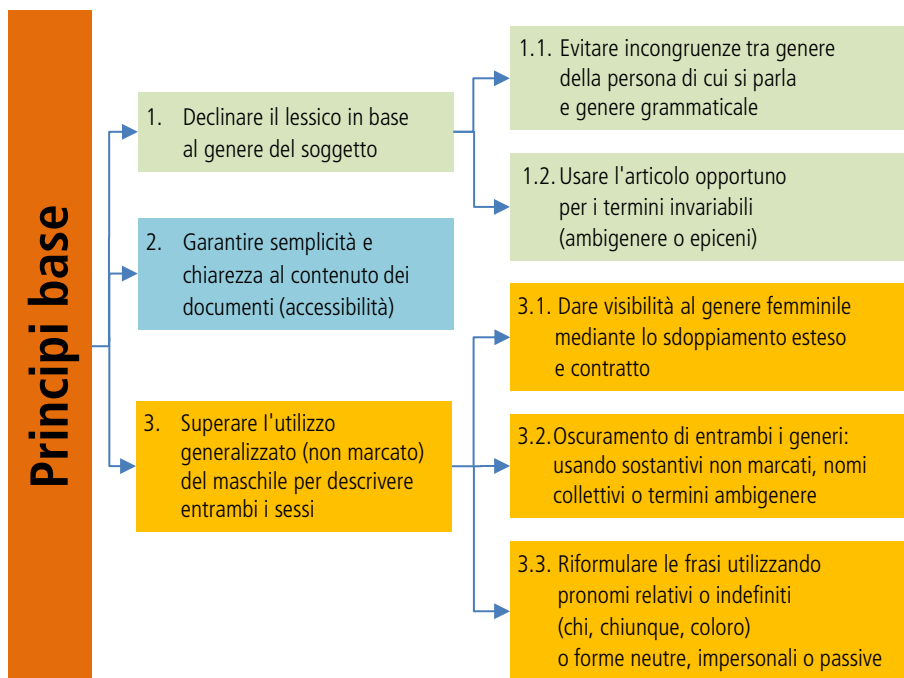 Principi base
1. Declinare il lessico in base
al genere del soggetto
1.1. Evitare incongruenze tra genere
della persona di cui si parla
e genere grammaticale
1.2. Usare l'articolo opportuno
per i termini invariabili
(ambigenere o epiceni)
2. Garantire semplicità e
chiarezza al contenuto dei
documenti (accessibilità)
3. Superare l'utilizzo
generalizzato (non marcato)
del maschile per descrivere
entrambi i sessi
3.1. Dare visibilità al genere femminile
mediante lo sdoppiamento esteso
e contratto
3.2. Oscuramento di entrambi i generi:
usando sostantivi non marcati, nomi
collettivi o termini ambigenere
3.3. Riformulare le frasi utilizzando
pronomi relativi o indefiniti
(chi, chiunque, coloro)
o forme neutre, impersonali o passive